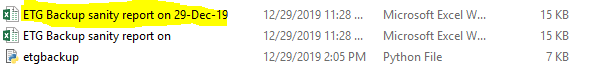 ETG Backup sanity report on 29-Dec-19 12/29/2019 11:28 ... Microsoft Excel W... 15 KB
ETG Backup sanity report on 12/29/2019 11:28 ... Microsoft Excel W... 15 KB
etgbackup 12/29/2019 2:05 PM Python File 7 KB